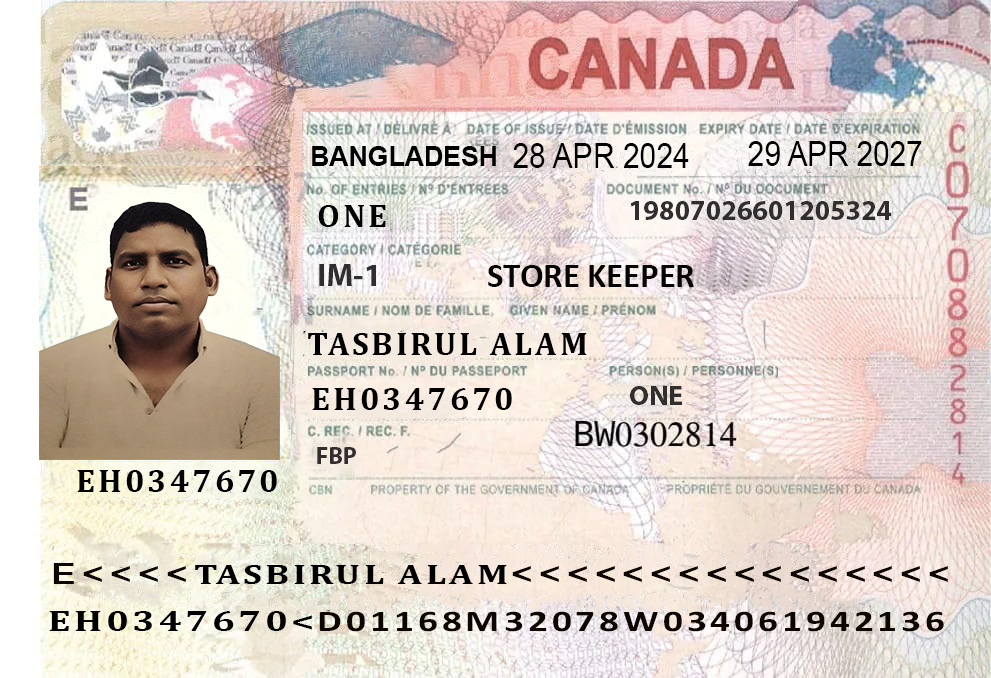 CANADA
ISSUED AT / DÉLIVRÉ À DATE OF ISSUE / DATE D'ÉMISSION EXPIRY DATE / DATE D'EXPIRATION
BANGLADESH 28 APR 2024 29 APR 2027
No. OF ENTRIES / Nº D'ENTRÉES DOCUMENT No. / Nº DU DOCUMENT
E
ONE 19807026601205324
CATEGORY / CATÉGORIE
IM-1 STORE KEEPER
SURNAME / NOM DE FAMILLE, GIVEN NAME / PRÉNOM
TASBIRUL ALAM
PASSPORT No. / Nº DU PASSEPORT PERSON(S) / PERSONNE(S)
EH0347670 ONE
C. REC. / REC. F. BW0302814
FBP
EH0347670
CBN PROPERTY OF THE GOVERNMENT OF CANADA PROPRIÉTÉ DU GOUVERNEMENT DU CANADA
C070882814
E<<<<TASBIRUL ALAM<<<<<<<<<<<<<<<<
EH0347670<D01168M32078W034061942136